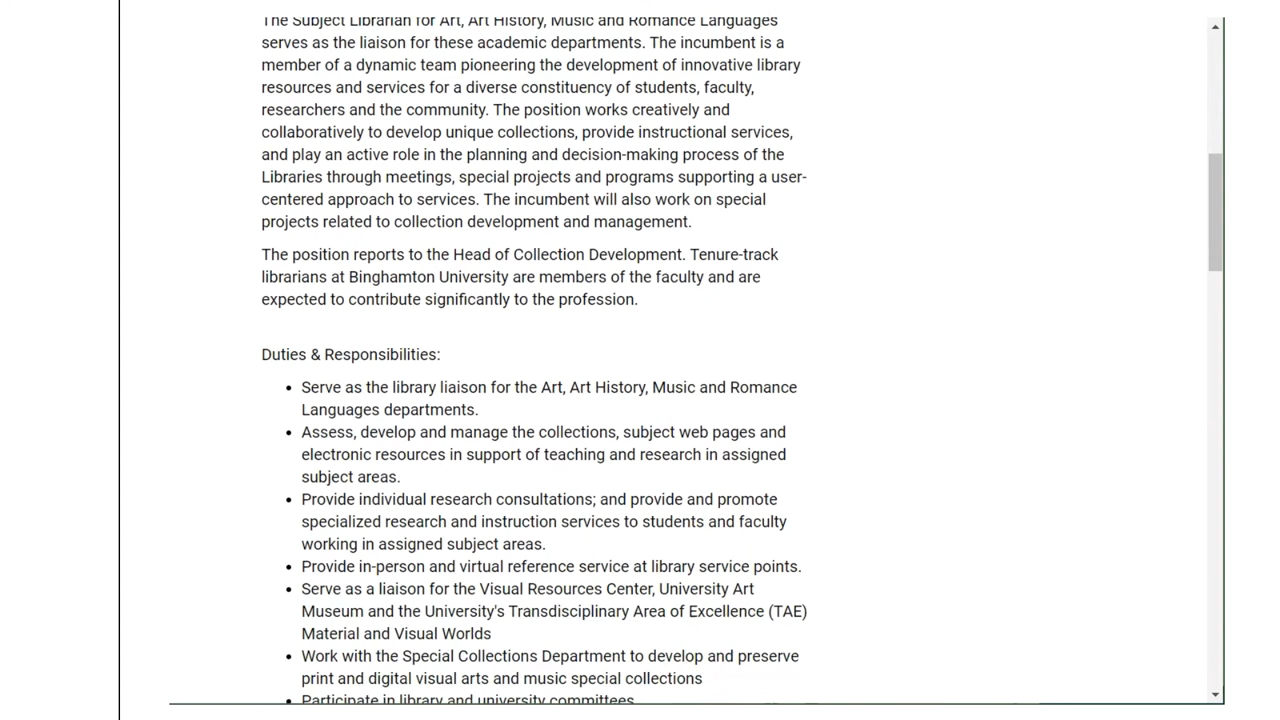 The Subject Librarian for Art, Art History, Music and Romance Languages
serves as the liaison for these academic departments. The incumbent is a
member of a dynamic team pioneering the development of innovative library
resources and services for a diverse constituency of students, faculty,
researchers and the community. The position works creatively and
collaboratively to develop unique collections, provide instructional services,
and play an active role in the planning and decision-making process of the
Libraries through meetings, special projects and programs supporting a user-
centered approach to services. The incumbent will also work on special
projects related to collection development and management.
The position reports to the Head of Collection Development. Tenure-track
librarians at Binghamton University are members of the faculty and are
expected to contribute significantly to the profession.
Duties & Responsibilities:
• Serve as the library liaison for the Art, Art History, Music and Romance
Languages departments.
• Assess, develop and manage the collections, subject web pages and
electronic resources in support of teaching and research in assigned
subject areas.
• Provide individual research consultations; and provide and promote
specialized research and instruction services to students and faculty
working in assigned subject areas.
• Provide in-person and virtual reference service at library service points.
• Serve as a liaison for the Visual Resources Center, University Art
Museum and the University's Transdisciplinary Area of Excellence (TAE)
Material and Visual Worlds
• Work with the Special Collections Department to develop and preserve
print and digital visual arts and music special collections
• Participate in library and university committees